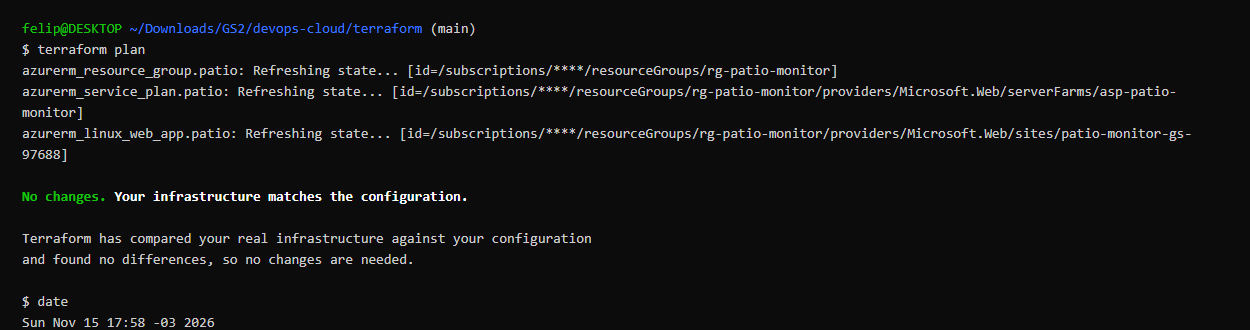 felip@DESKTOP ~/Downloads/GS2/devops-cloud/terraform (main)
$ terraform plan
azurerm_resource_group.patio: Refreshing state... [id=/subscriptions/****/resourceGroups/rg-patio-monitor]
azurerm_service_plan.patio: Refreshing state... [id=/subscriptions/****/resourceGroups/rg-patio-monitor/providers/Microsoft.Web/serverFarms/asp-patio-
monitor]
azurerm_linux_web_app.patio: Refreshing state... [id=/subscriptions/****/resourceGroups/rg-patio-monitor/providers/Microsoft.Web/sites/patio-monitor-gs-
97688]
No changes. Your infrastructure matches the configuration.
Terraform has compared your real infrastructure against your configuration
and found no differences, so no changes are needed.
$ date
Sun Nov 15 17:58 -03 2026